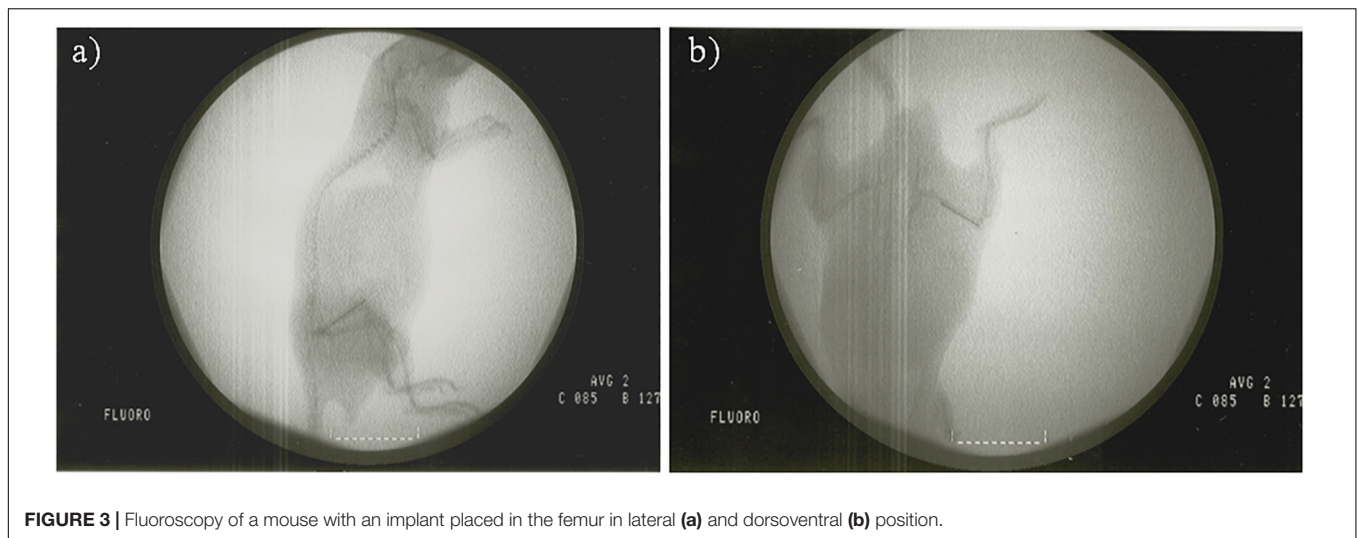 a)
FLUORO
AVG 2
C 085 B 127
b)
FLUORO
AVG 2
C 085 B 127
FIGURE 3 | Fluoroscopy of a mouse with an implant placed in the femur in lateral (a) and dorsoventral (b) position.